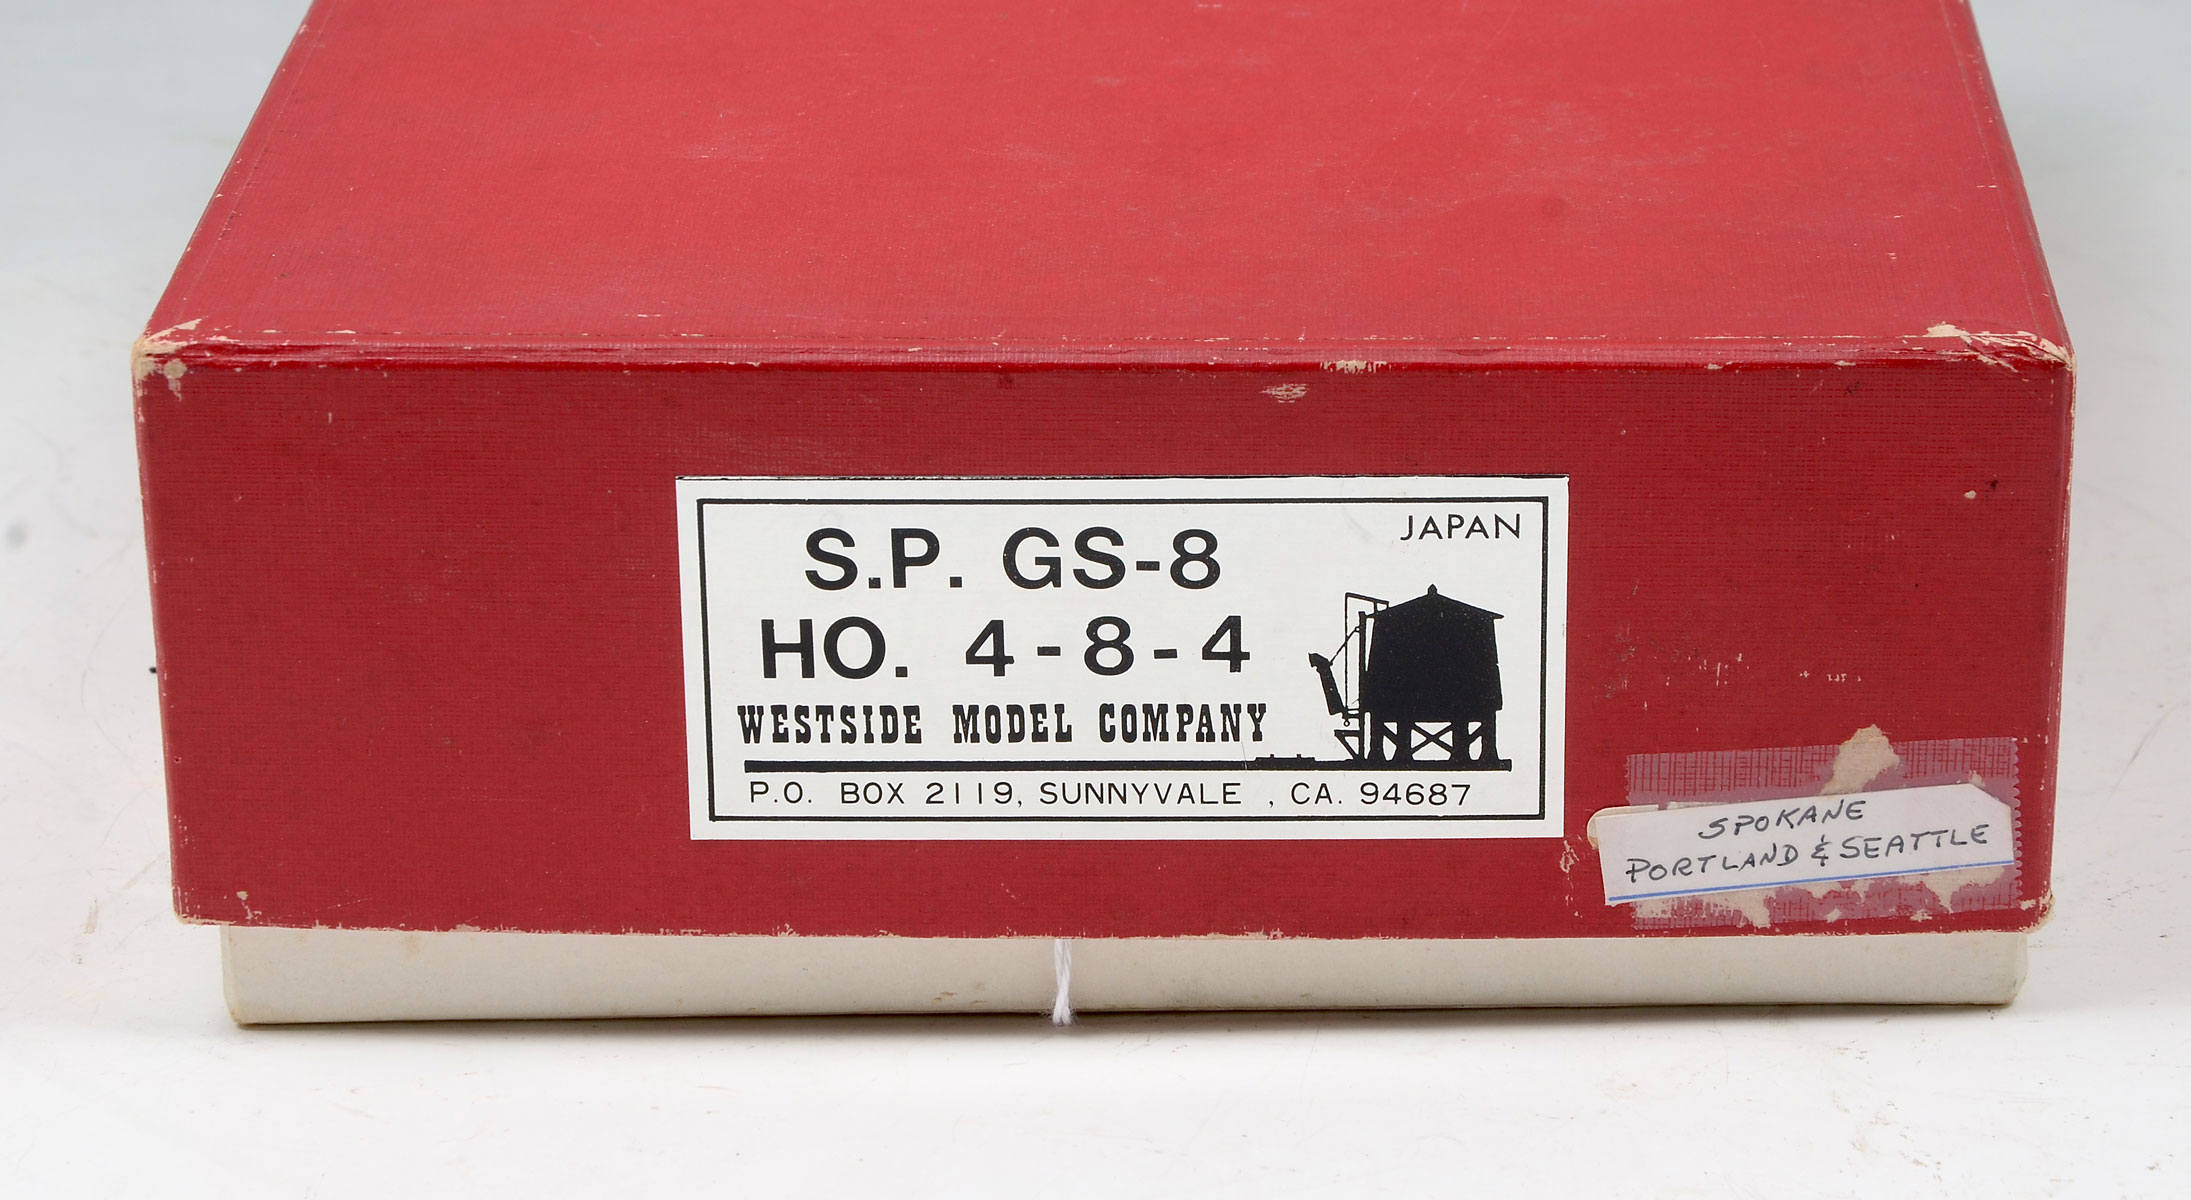 JAPAN
S.P. GS-8
HO. 4-8-4
WESTSIDE MODEL COMPANY
P.O. BOX 2119, SUNNYVALE , CA. 94687
SPOKANE
PORTLAND & SEATTLE